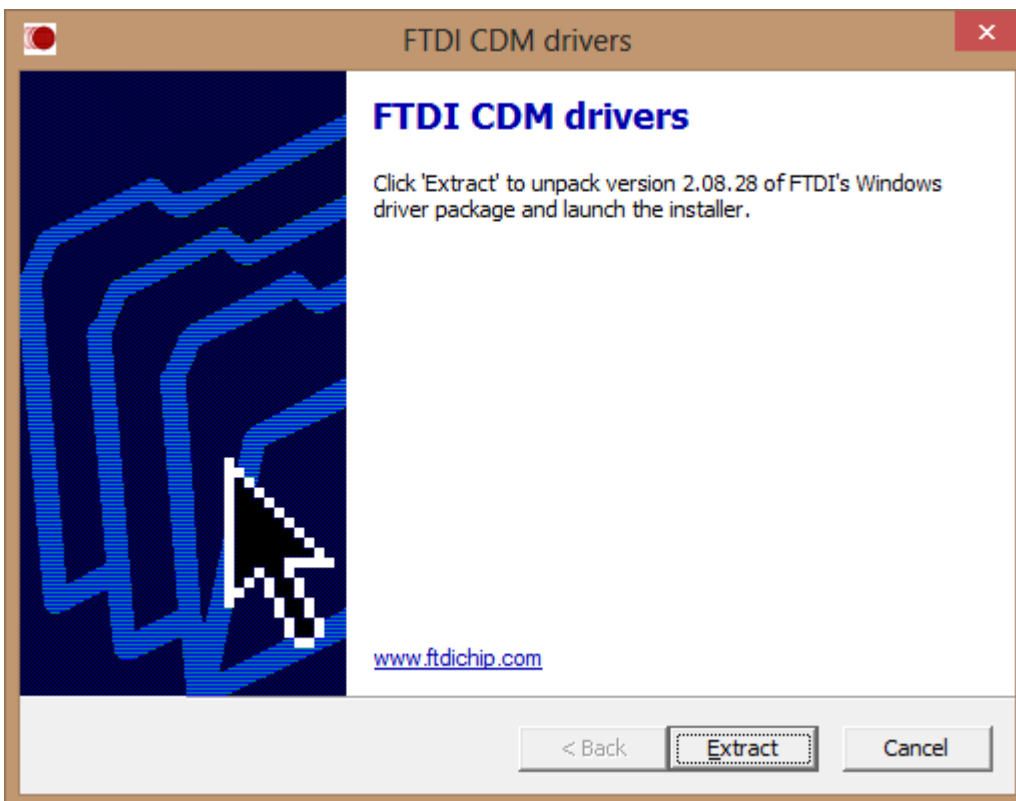 FTDI CDM drivers
FTDI CDM drivers
Click 'Extract' to unpack version 2.08.28 of FTDI's Windows
driver package and launch the installer.
www.ftdichip.com
< Back
Extract
Cancel